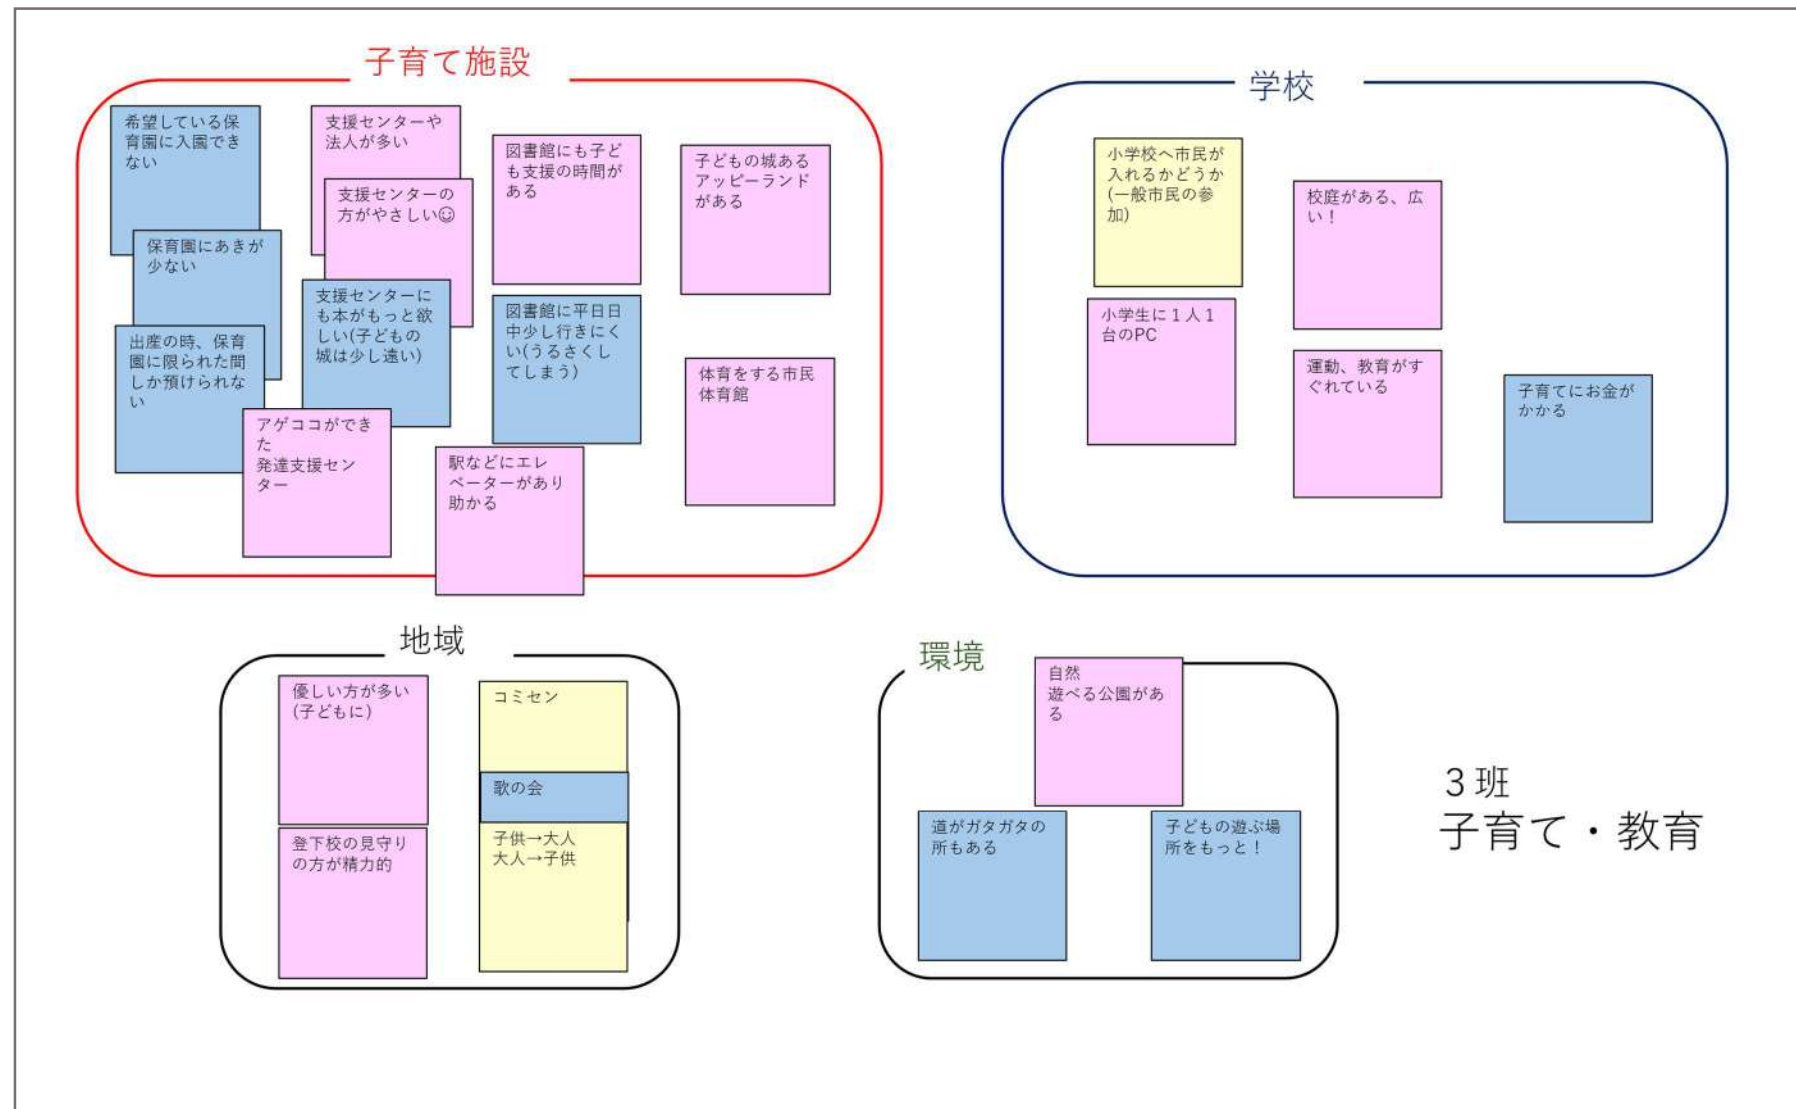 子育て施設
希望している保
育園に入園でき
ない
保育園にあきが
少ない
出産の時、保育
園に限られた間
しか預けられな
い
支援センターや
法人が多い
支援センターの
方がやさしい☺
支援センターに
も本がもっと欲
しい(子どもの
城は少し遠い)
アゲココができ
た
発達支援セン
ター
図書館にも子ど
も支援の時間が
ある
図書館に平日日
中少し行きにく
い(うるさくし
てしまう)
駅などにエレ
ベーターがあり
助かる
子どもの城ある
アッピーランド
がある
体育をする市民
体育館
学校
小学校へ市民が
入れるかどうか
(一般市民の参
加)
小学生に１人１
台のPC
校庭がある、広
い！
運動、教育がす
ぐれている
子育てにお金が
かかる
地域
優しい方が多い
(子どもに)
登下校の見守り
の方が精力的
コミセン
歌の会
子供→大人
大人→子供
環境
自然
遊べる公園があ
る
道がガタガタの
所もある
子どもの遊ぶ場
所をもっと！
３班
子育て・教育